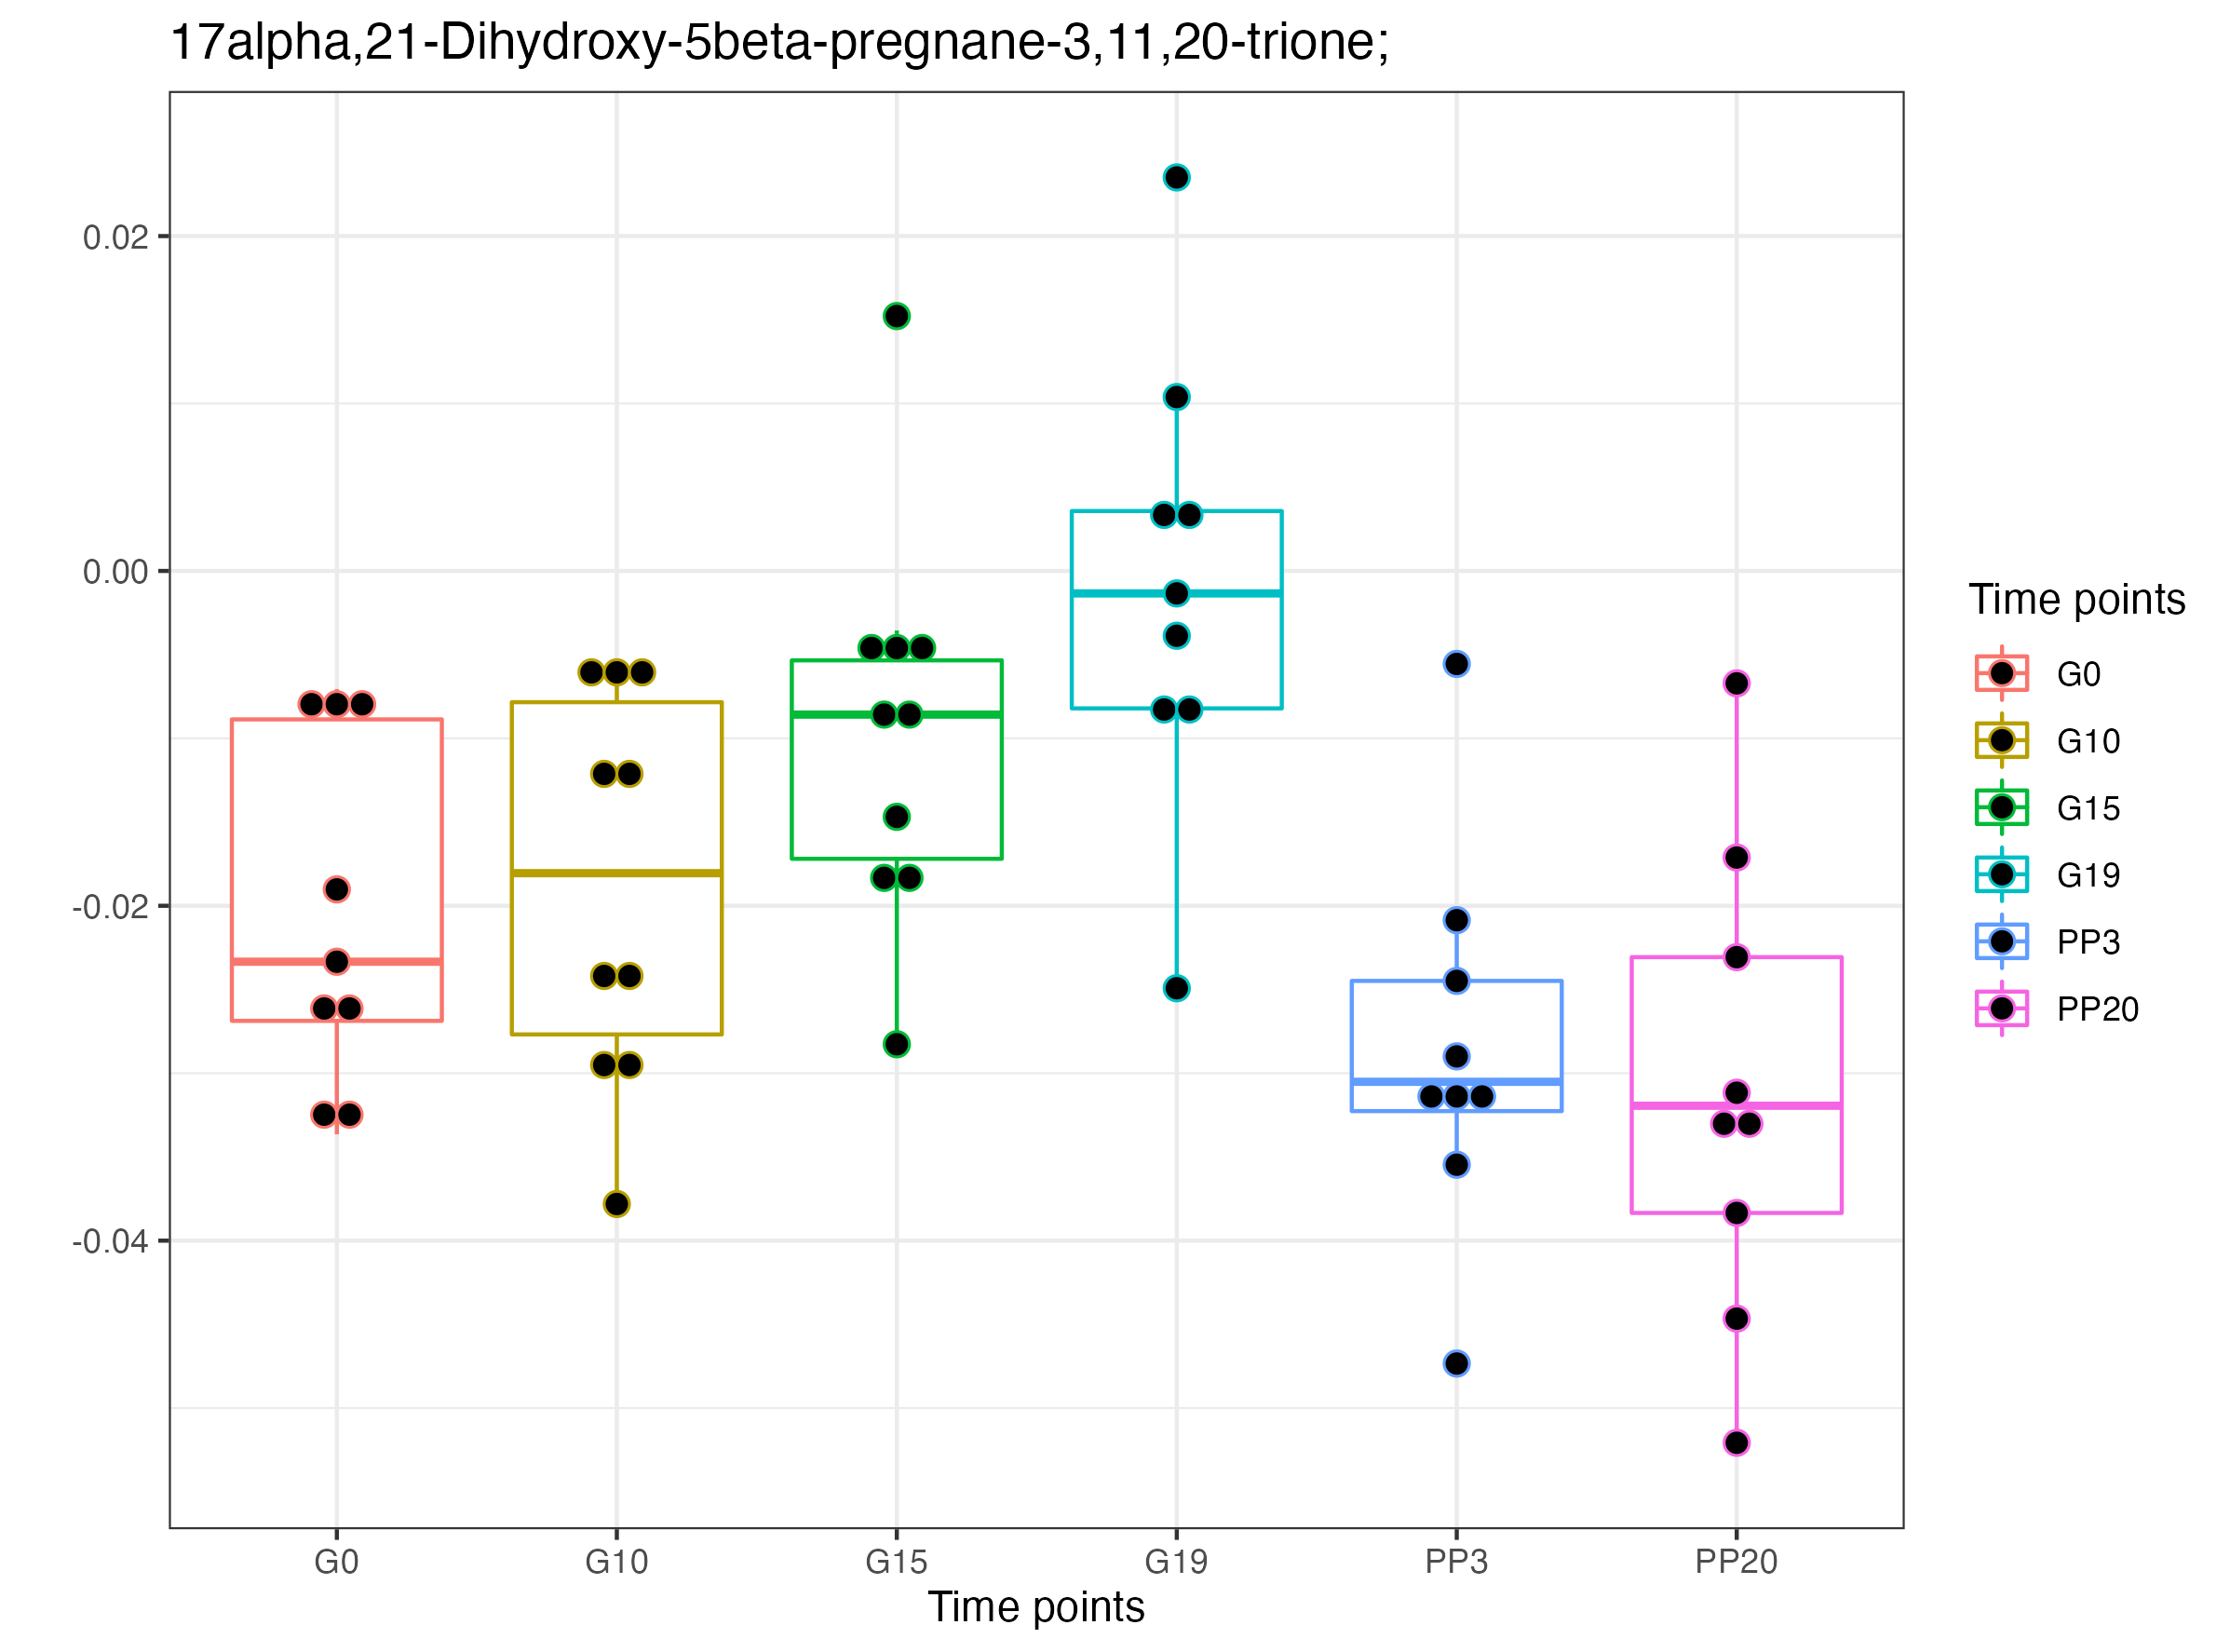 17alpha,21-Dihydroxy-5beta-pregnane-3,11,20-trione;
0.02
0.00
-0.02
-0.04
G0
G10
G15
G19
PP3
PP20
Time points
Time points
G0
G10
G15
G19
PP3
PP20